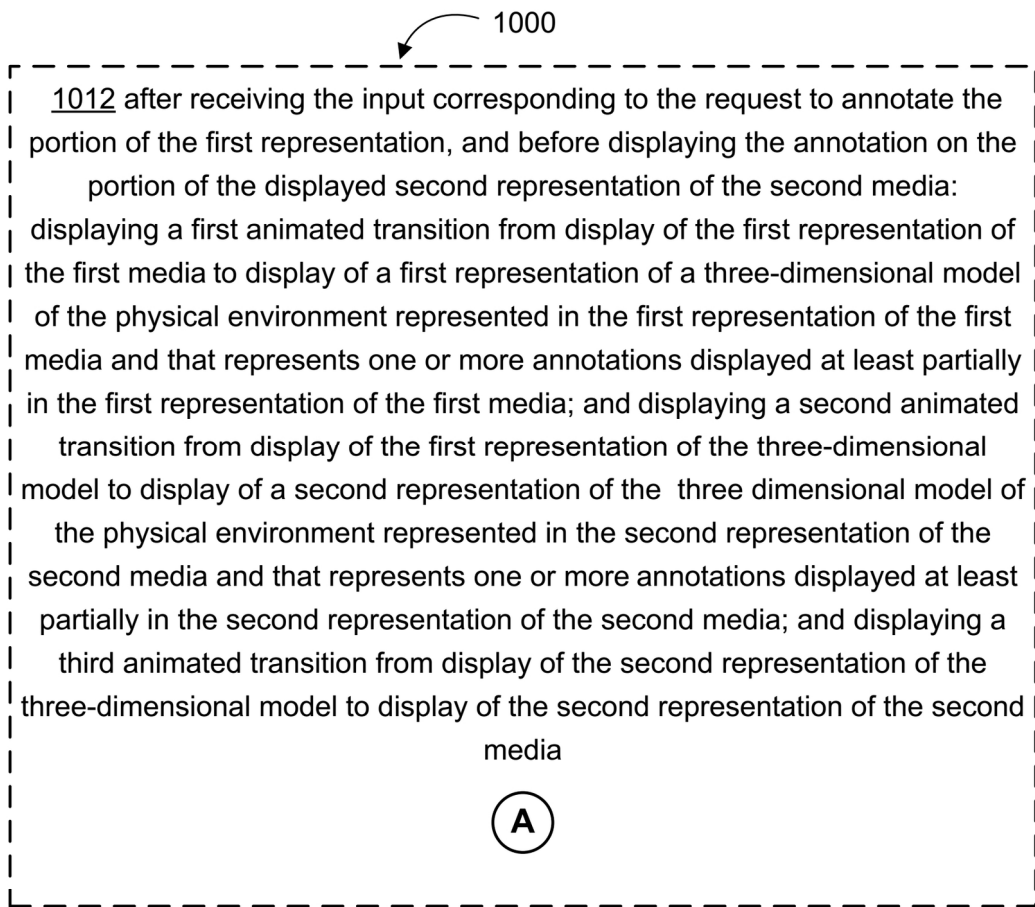 1000
1012 after receiving the input corresponding to the request to annotate the
portion of the first representation, and before displaying the annotation on the
portion of the displayed second representation of the second media:
displaying a first animated transition from display of the first representation of
the first media to display of a first representation of a three-dimensional model
of the physical environment represented in the first representation of the first
media and that represents one or more annotations displayed at least partially
in the first representation of the first media; and displaying a second animated
transition from display of the first representation of the three-dimensional
model to display of a second representation of the three dimensional model of
the physical environment represented in the second representation of the
second media and that represents one or more annotations displayed at least
partially in the second representation of the second media; and displaying a
third animated transition from display of the second representation of the
three-dimensional model to display of the second representation of the second
media
A